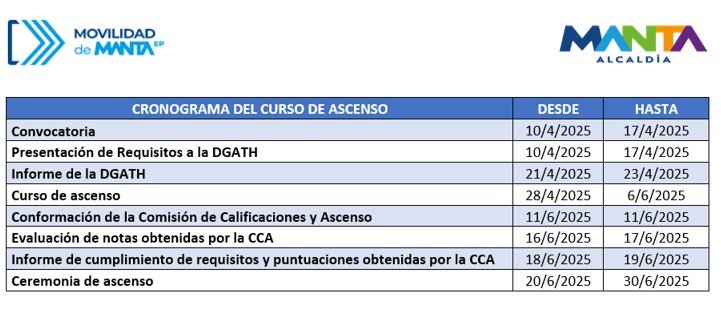 MOVILIDAD
de MANTA EP
MANTA
ALCALDÍA
CRONOGRAMA DEL CURSO DE ASCENSO DESDE HASTA
Convocatoria 10/4/2025 17/4/2025
Presentación de Requisitos a la DGATH 10/4/2025 17/4/2025
Informe de la DGATH 21/4/2025 23/4/2025
Curso de ascenso 28/4/2025 6/6/2025
Conformación de la Comisión de Calificaciones y Ascenso 11/6/2025 11/6/2025
Evaluación de notas obtenidas por la CCA 16/6/2025 17/6/2025
Informe de cumplimiento de requisitos y puntuaciones obtenidas por la CCA 18/6/2025 19/6/2025
Ceremonia de ascenso 20/6/2025 30/6/2025